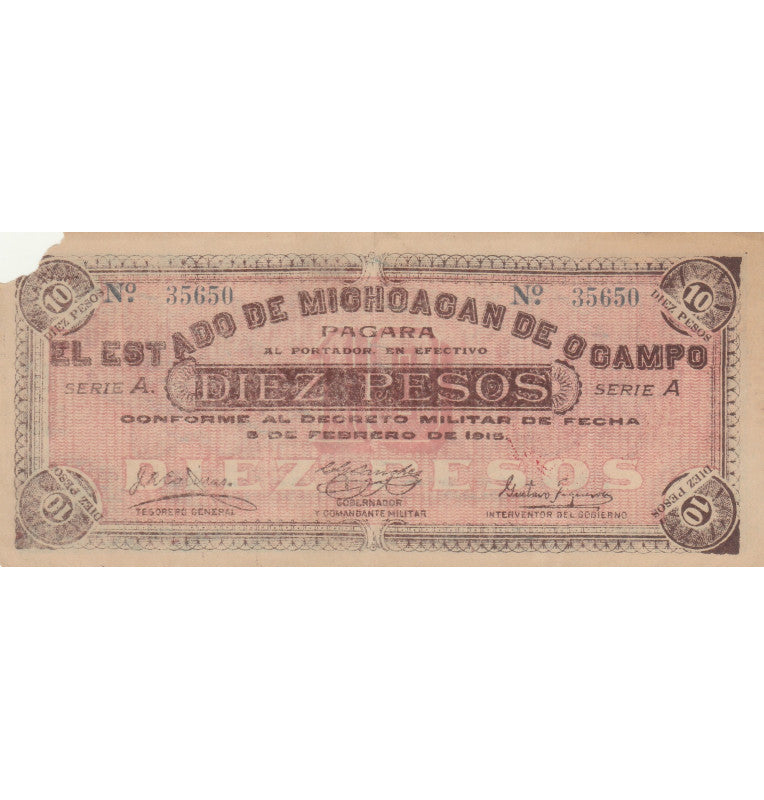 10 DIEZ PESOS
Nº 35650 Nº 35650
10 DIEZ PESOS
EL ESTADO DE MICHOACAN DE OCAMPO
PAGARA
AL PORTADOR, EN EFECTIVO
SERIE A. DIEZ PESOS SERIE A
CONFORME AL DECRETO MILITAR DE FECHA
DE FEBRERO DE 1915.
DIEZ PESOS
TESORERO GENERAL
GOBERNADOR
Y COMANDANTE MILITAR
INTERVENTOR DEL GOBIERNO
10 DIEZ PESOS
10 DIEZ PESOS